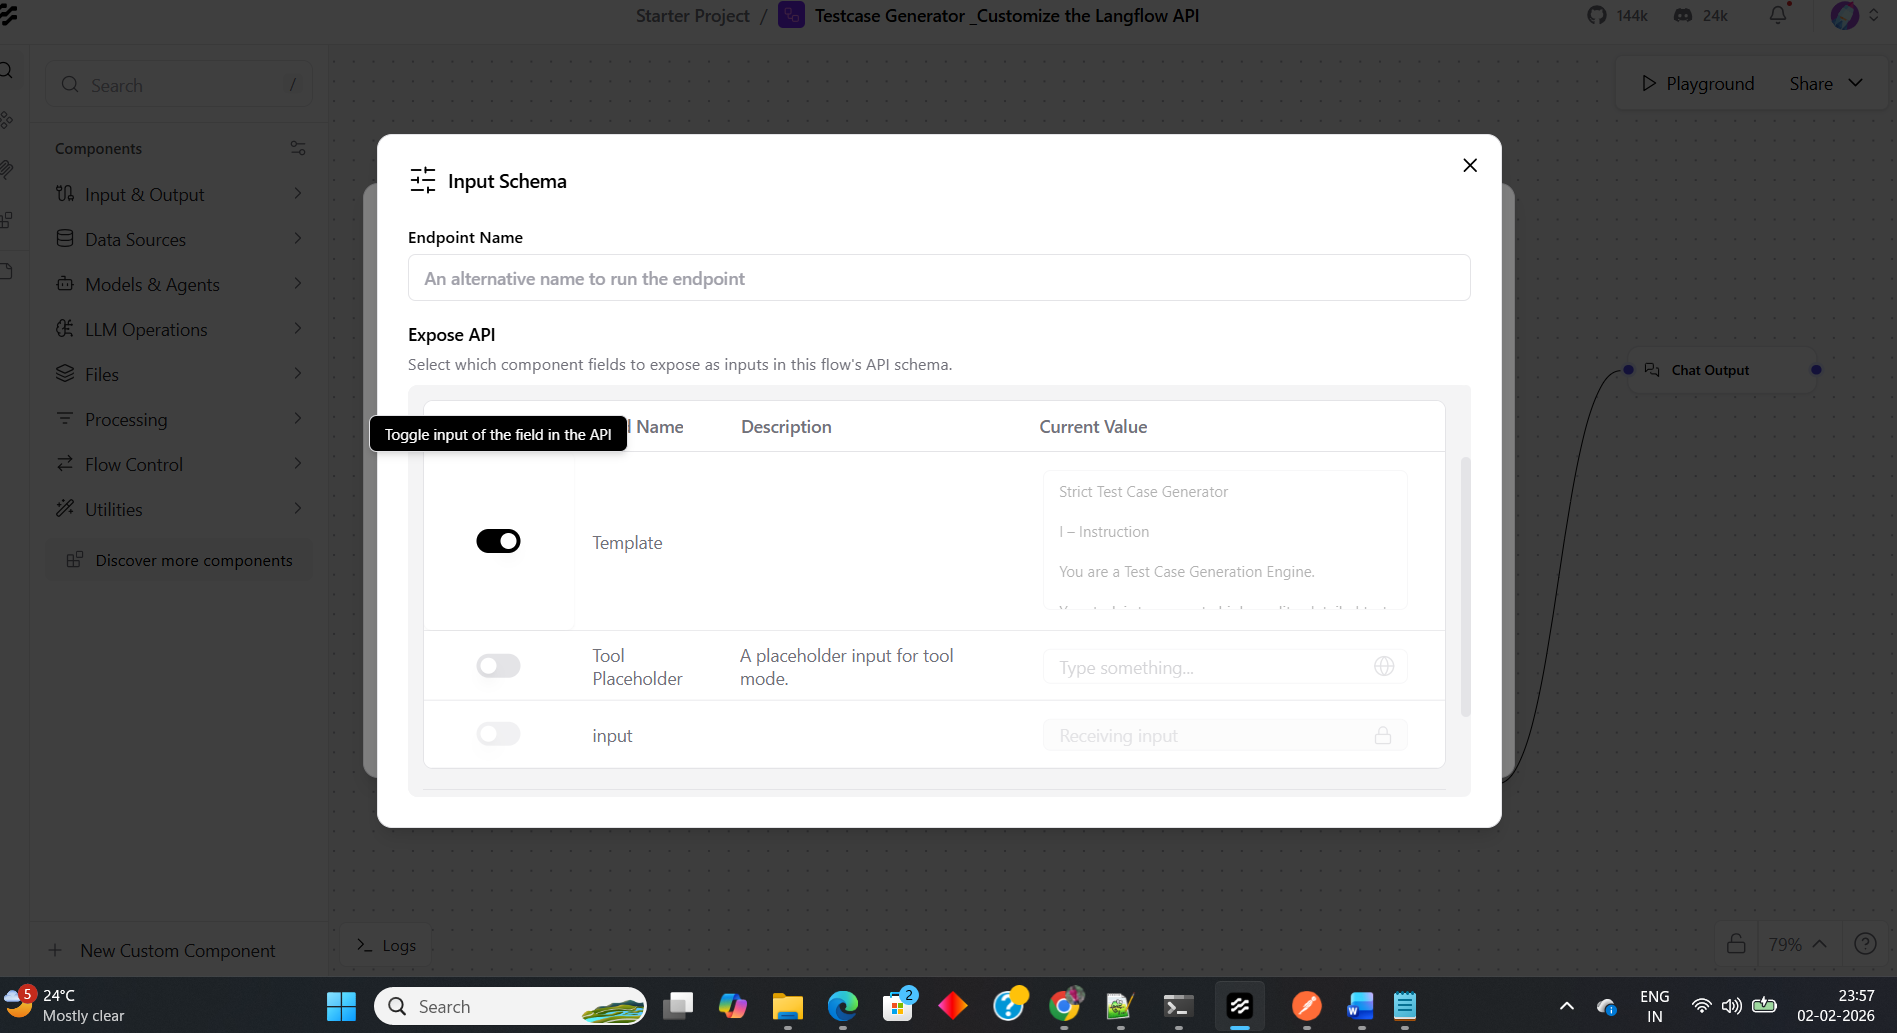 Starter Project / Testcase Generator _Customize the Langflow API
144k
24k
Search /
Playground
Share
Components
Input & Output
Data Sources
Models & Agents
LLM Operations
Files
Processing
Flow Control
Utilities
Discover more components
New Custom Component
Input Schema
Endpoint Name
An alternative name to run the endpoint
Expose API
Select which component fields to expose as inputs in this flow's API schema.
Toggle input of the field in the API
Name Description Current Value
Template
Strict Test Case Generator
I – Instruction
You are a Test Case Generation Engine.
Tool
Placeholder
A placeholder input for tool
mode.
Type something...
input
Receiving input
Chat Output
>_ Logs
79%
5
24°C
Mostly clear
Search
2
ENG
IN
23:57
02-02-2026